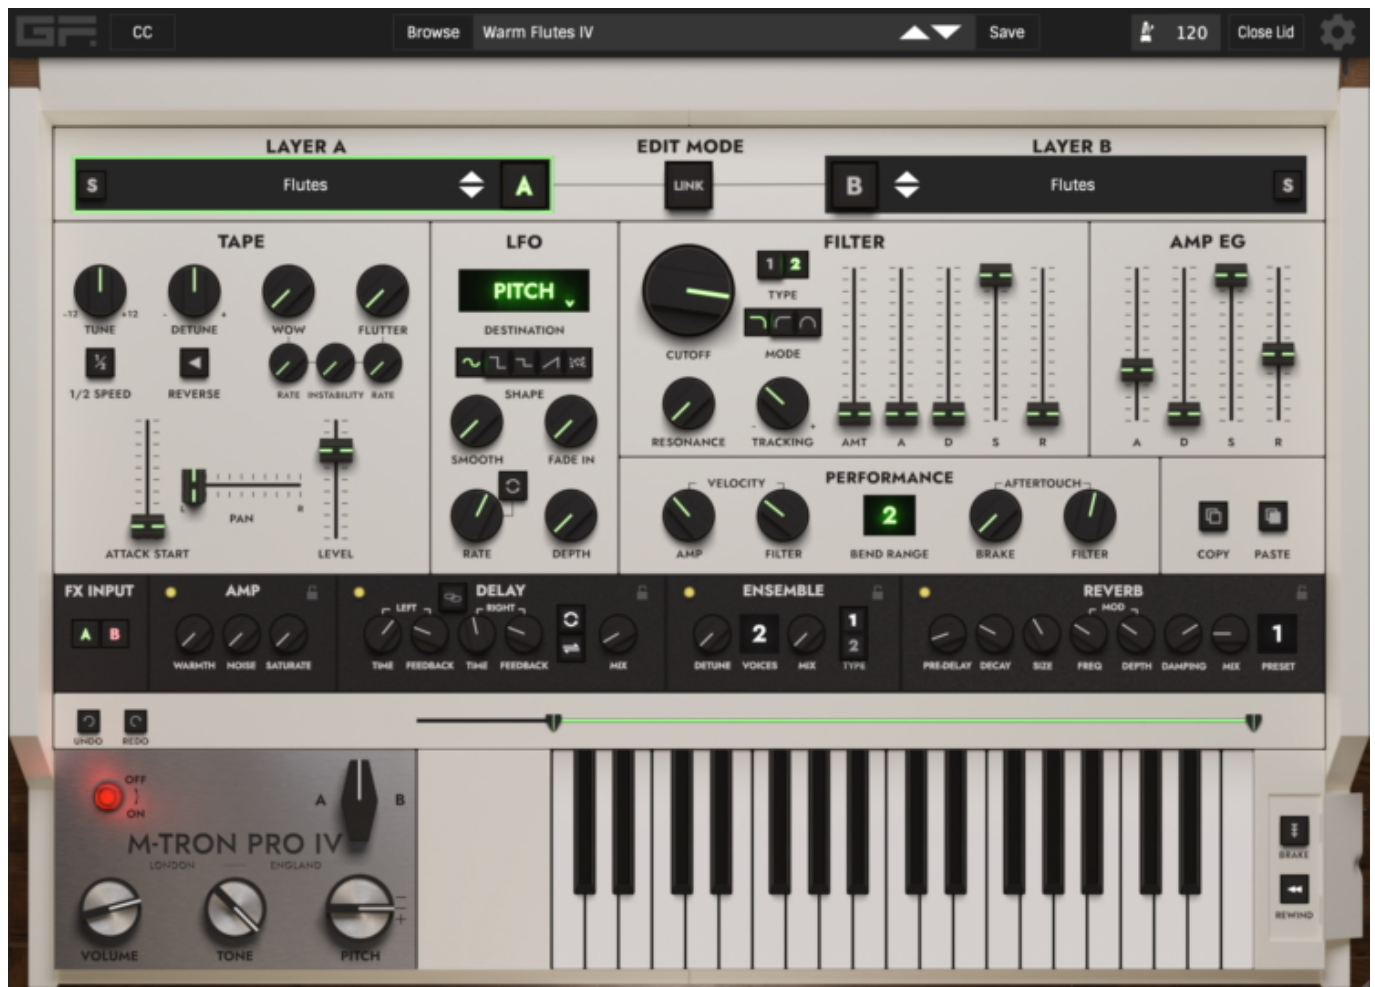 GF.
CC
Browse
Warm Flutes IV
Save
120
Close Lid
LAYER A
EDIT MODE
LAYER B
S
Flutes
A
LINK
B
Flutes
S
TAPE
LFO
FILTER
AMP EG
-12
+12
TUNE
-
+
DETUNE
WOW
FLUTTER
1/2
1/2 SPEED
REVERSE
RATE
INSTABILITY
RATE
ATTACK START
L
R
PAN
LEVEL
PITCH
DESTINATION
SHAPE
SMOOTH
FADE IN
RATE
DEPTH
CUTOFF
1 2
TYPE
MODE
RESONANCE
-
+
TRACKING
AMT
A
D
S
R
A
D
S
R
PERFORMANCE
VELOCITY
AMP
FILTER
2
BEND RANGE
AFTERTOUCH
BRAKE
FILTER
COPY
PASTE
FX INPUT
A B
AMP
WARMTH
NOISE
SATURATE
DELAY
LEFT
RIGHT
TIME
FEEDBACK
TIME
FEEDBACK
MIX
ENSEMBLE
DETUNE
2
VOICES
MIX
1
2
TYPE
REVERB
MOD
PRE-DELAY
DECAY
SIZE
FREQ
DEPTH
DAMPING
MIX
1
PRESET
UNDO
REDO
OFF
ON
A
B
M-TRON PRO IV
LONDON
ENGLAND
VOLUME
TONE
-
+
PITCH
BRAKE
REWIND